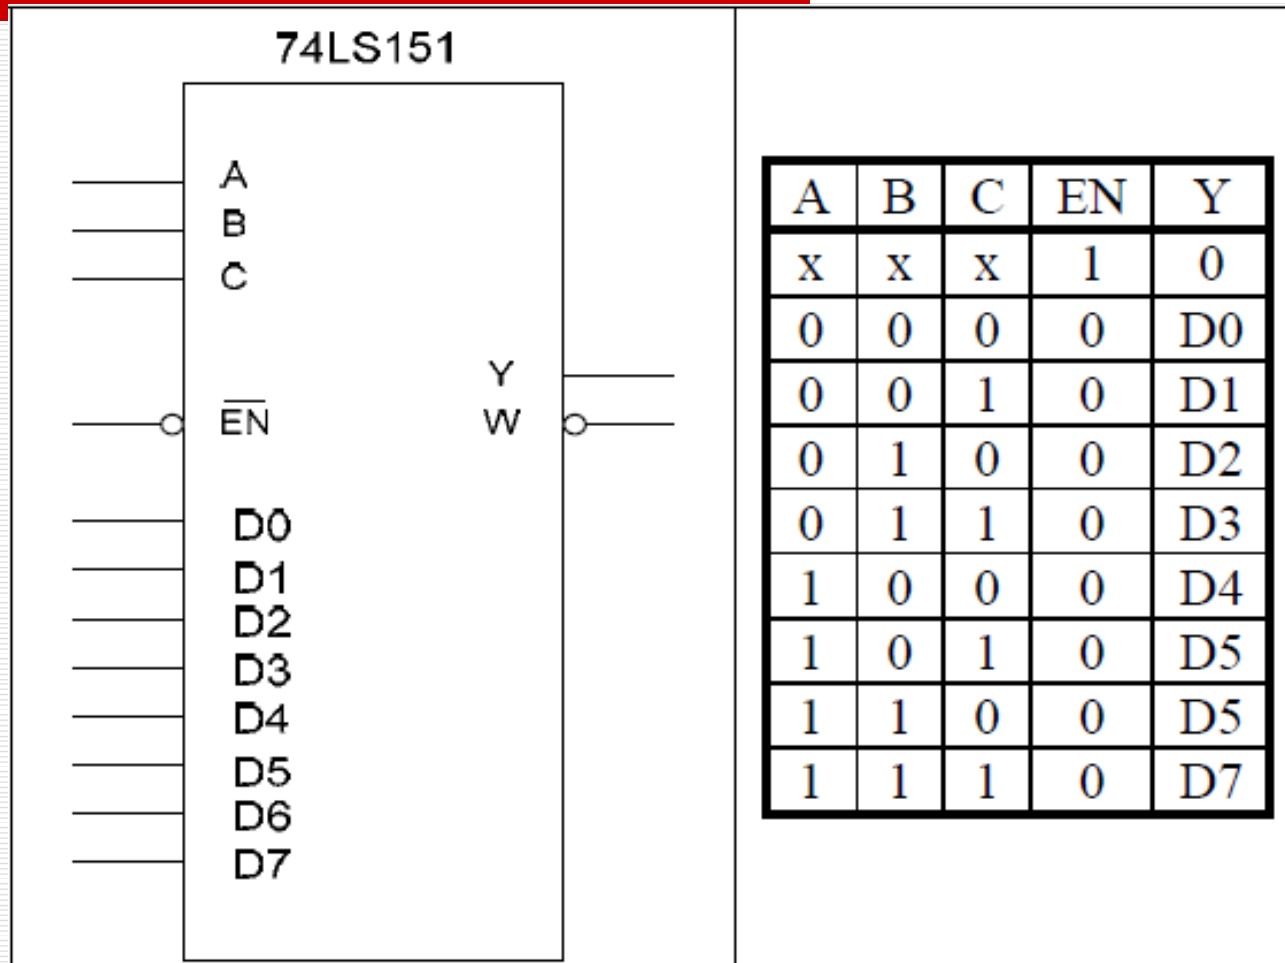 74LS151
A
B
C
Y
EN
W
D0
D1
D2
D3
D4
D5
D6
D7
A B C EN Y
x x x 1 0
0 0 0 0 D0
0 0 1 0 D1
0 1 0 0 D2
0 1 1 0 D3
1 0 0 0 D4
1 0 1 0 D5
1 1 0 0 D5
1 1 1 0 D7